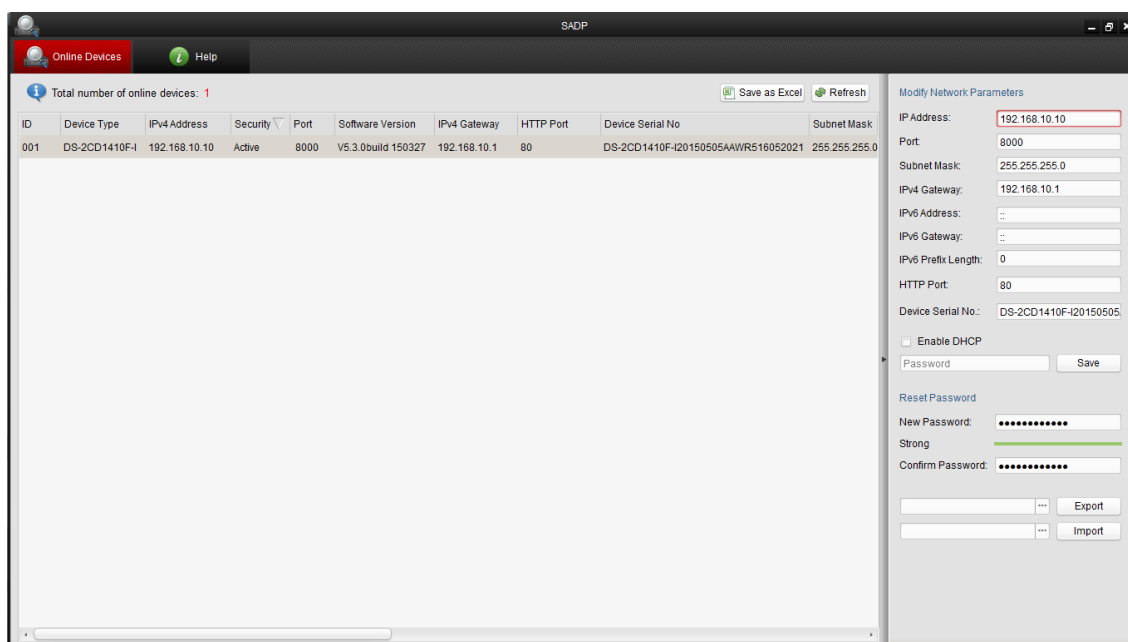 SADP
Online Devices
Help
Total number of online devices: 1
Save as Excel
Refresh
ID Device Type IPv4 Address Security Port Software Version IPv4 Gateway HTTP Port Device Serial No Subnet Mask
001 DS-2CD1410F-I 192.168.10.10 Active 8000 V5.3.0build 150327 192.168.10.1 80 DS-2CD1410F-I20150505AAWR516052021 255.255.255.0
Modify Network Parameters
IP Address: 192.168.10.10
Port: 8000
Subnet Mask: 255.255.255.0
IPv4 Gateway: 192.168.10.1
IPv6 Address: ::
IPv6 Gateway: ::
IPv6 Prefix Length: 0
HTTP Port: 80
Device Serial No.: DS-2CD1410F-I20150505
Enable DHCP
Password Save
Reset Password
New Password: ●●●●●●●●●●●●
Strong
Confirm Password: ●●●●●●●●●●●●
... Export
... Import